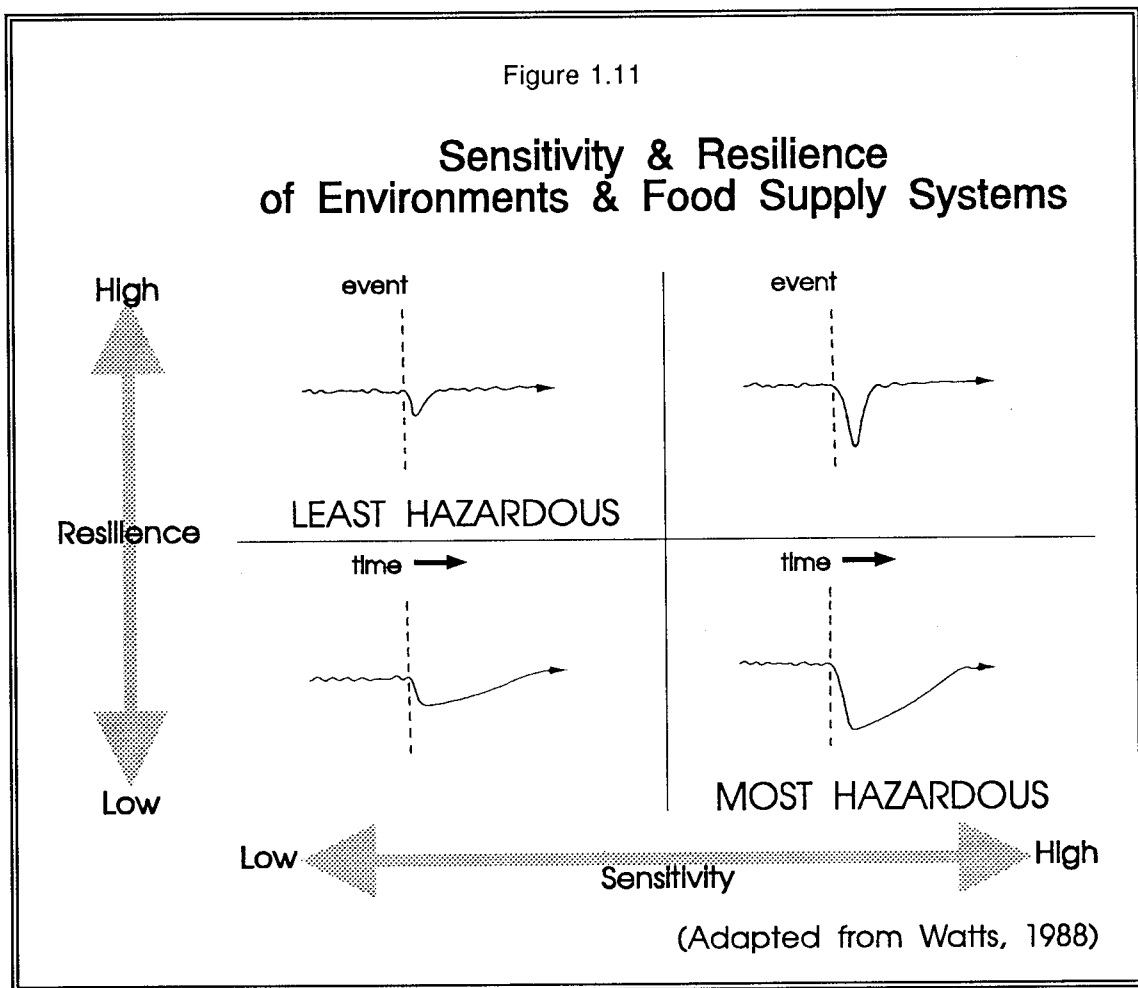 Figure 1.11
Sensitivity & Resilience
of Environments & Food Supply Systems
High
event
event
LEAST HAZARDOUS
Resilience
time
time
Low
MOST HAZARDOUS
Low
High
Sensitivity
(Adapted from Watts, 1988)